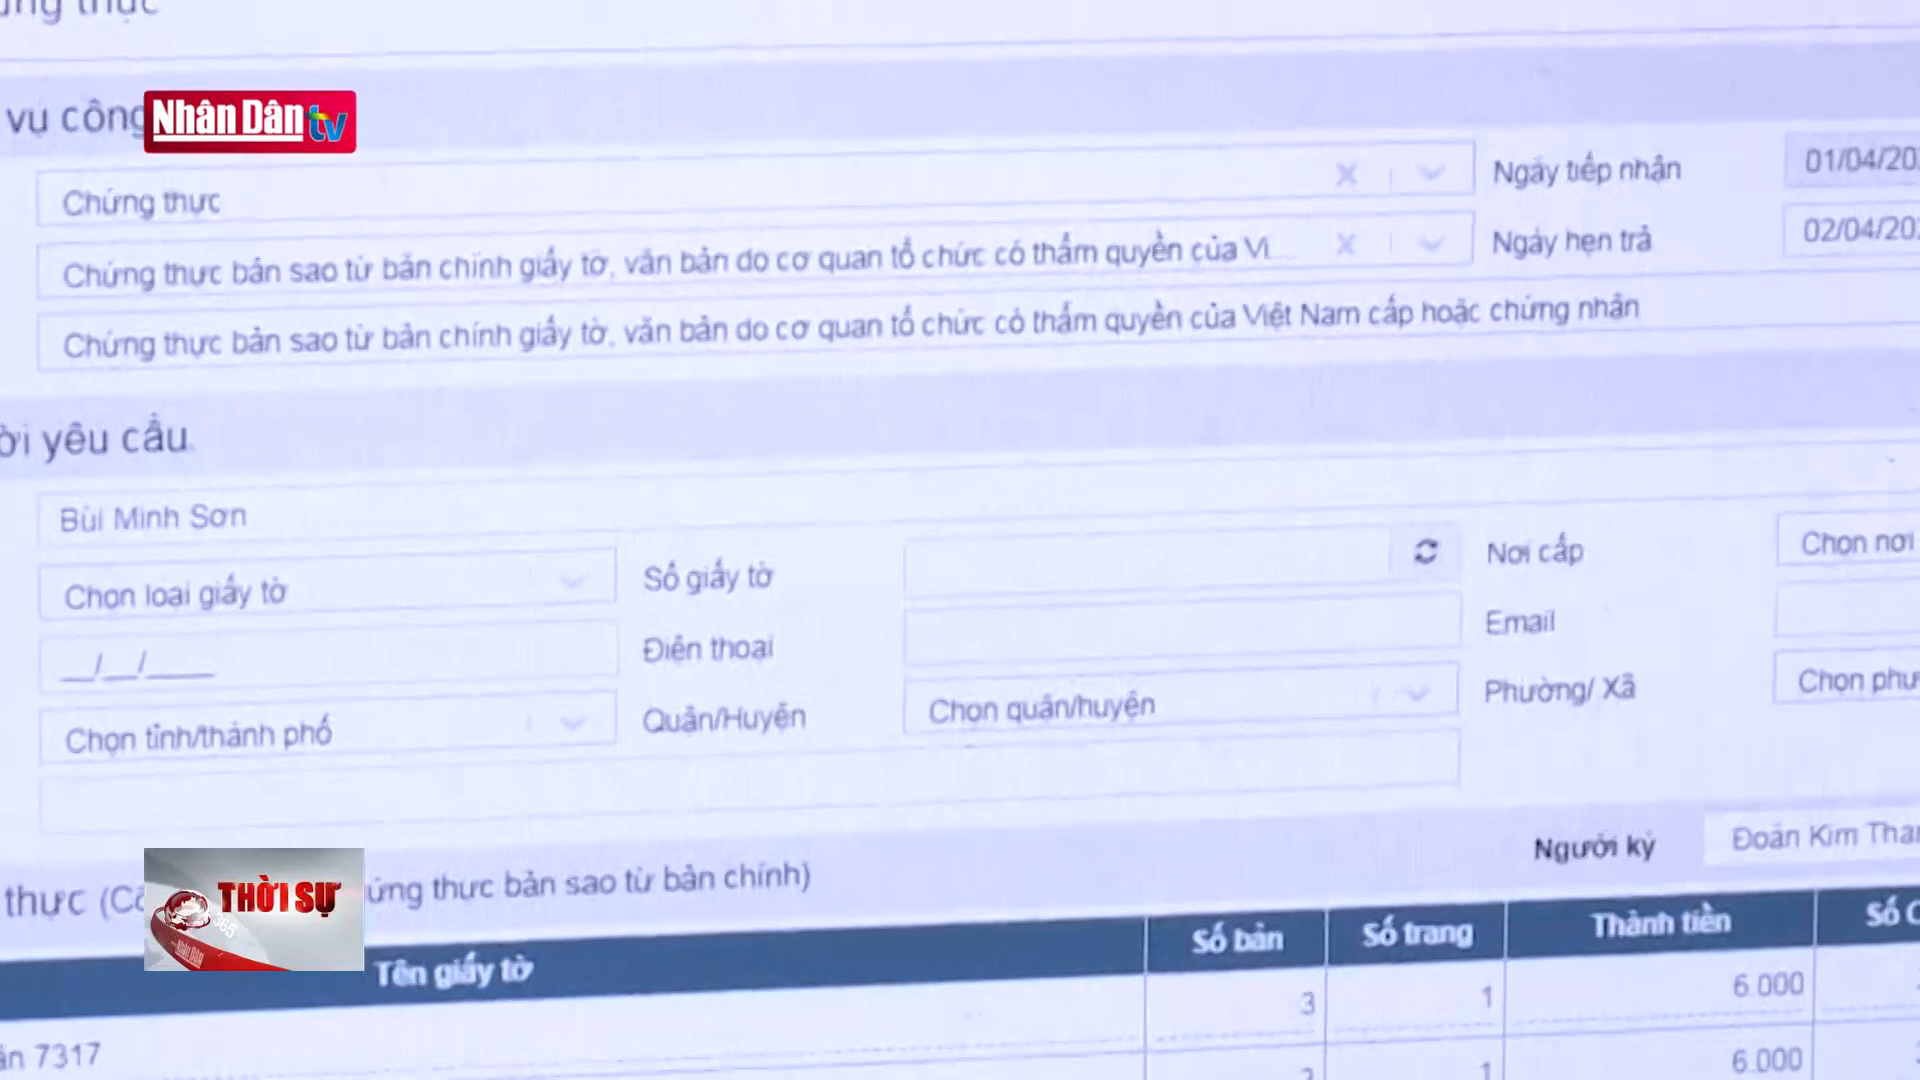 vụ công
Nhân Dân tv
Chứng thực
Ngày tiếp nhận
01/04/20
Chứng thực bản sao từ bản chính giấy tờ, văn bản do cơ quan tổ chức có thẩm quyền của Vi...
Ngày hẹn trả
02/04/20
Chứng thực bản sao từ bản chính giấy tờ, văn bản do cơ quan tổ chức có thẩm quyền của Việt Nam cấp hoặc chứng nhận
ời yêu cầu
Bùi Minh Sơn
Chọn loại giấy tờ
Số giấy tờ
Nơi cấp
Chọn nơi
__/__/____
Điện thoại
Email
Chọn tỉnh/thành phố
Quận/Huyện
Chọn quận/huyện
Phường/ Xã
Chọn phư
Người ký
Đoàn Kim Than
thực (Cứng thực bản sao từ bản chính)
THỜI SỰ
365
Nhân Dân
Tên giấy tờ
Số bản
Số trang
Thành tiền
Số C
3
1
6.000
ận 7317
1
6.000